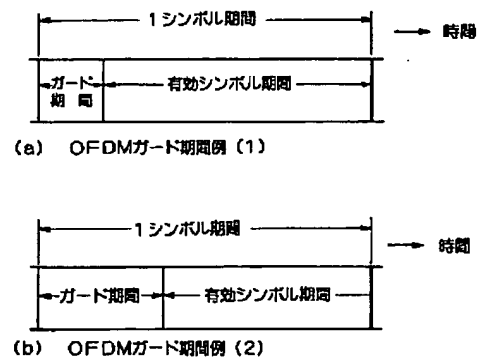 1シンボル期間
時間
ガード
期間
有効シンボル期間
(a) OFDMガード期間例(1)
1シンボル期間
時間
ガード期間
有効シンボル期間
(b) OFDMガード期間例(2)